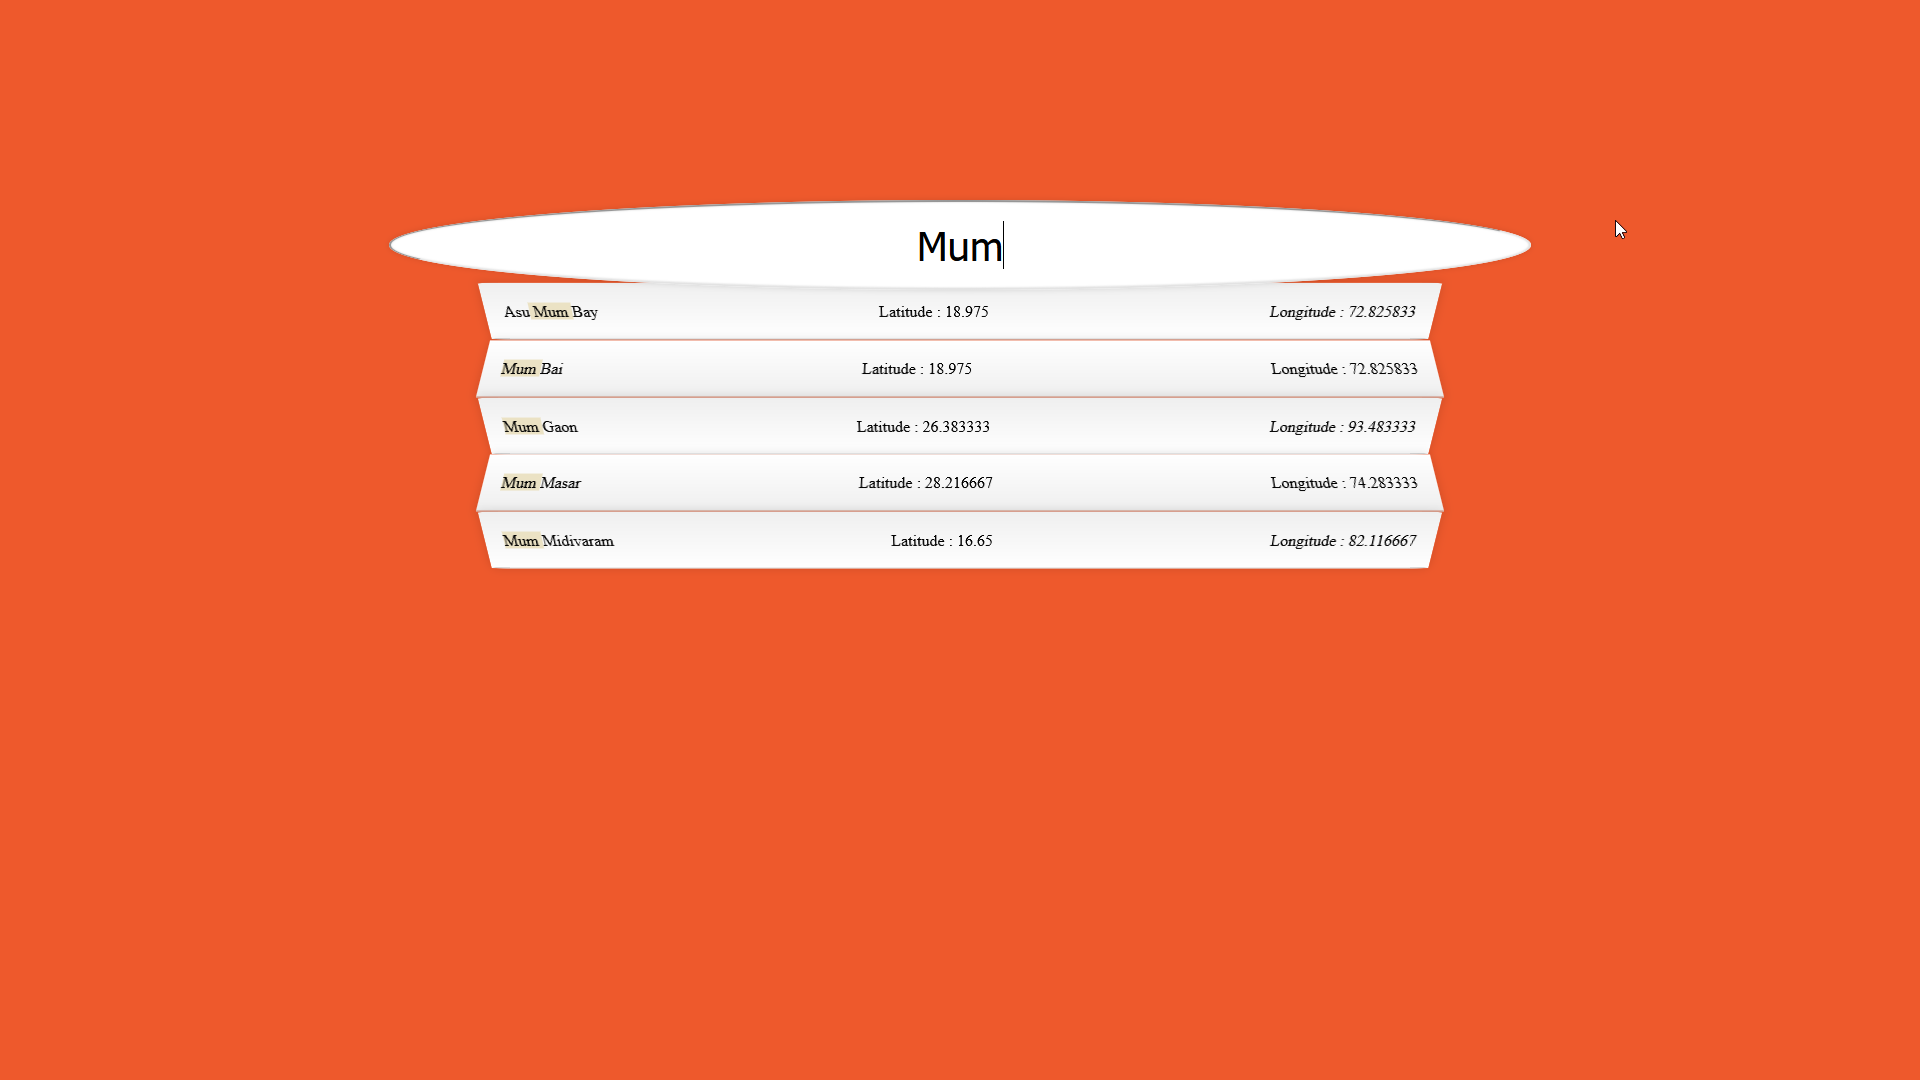 Mum
Asu Mum Bay Latitude : 18.975 Longitude : 72.825833
Mum Bai Latitude : 18.975 Longitude : 72.825833
Mum Gaon Latitude : 26.383333 Longitude : 93.483333
Mum Masar Latitude : 28.216667 Longitude : 74.283333
Mum Midivaram Latitude : 16.65 Longitude : 82.116667